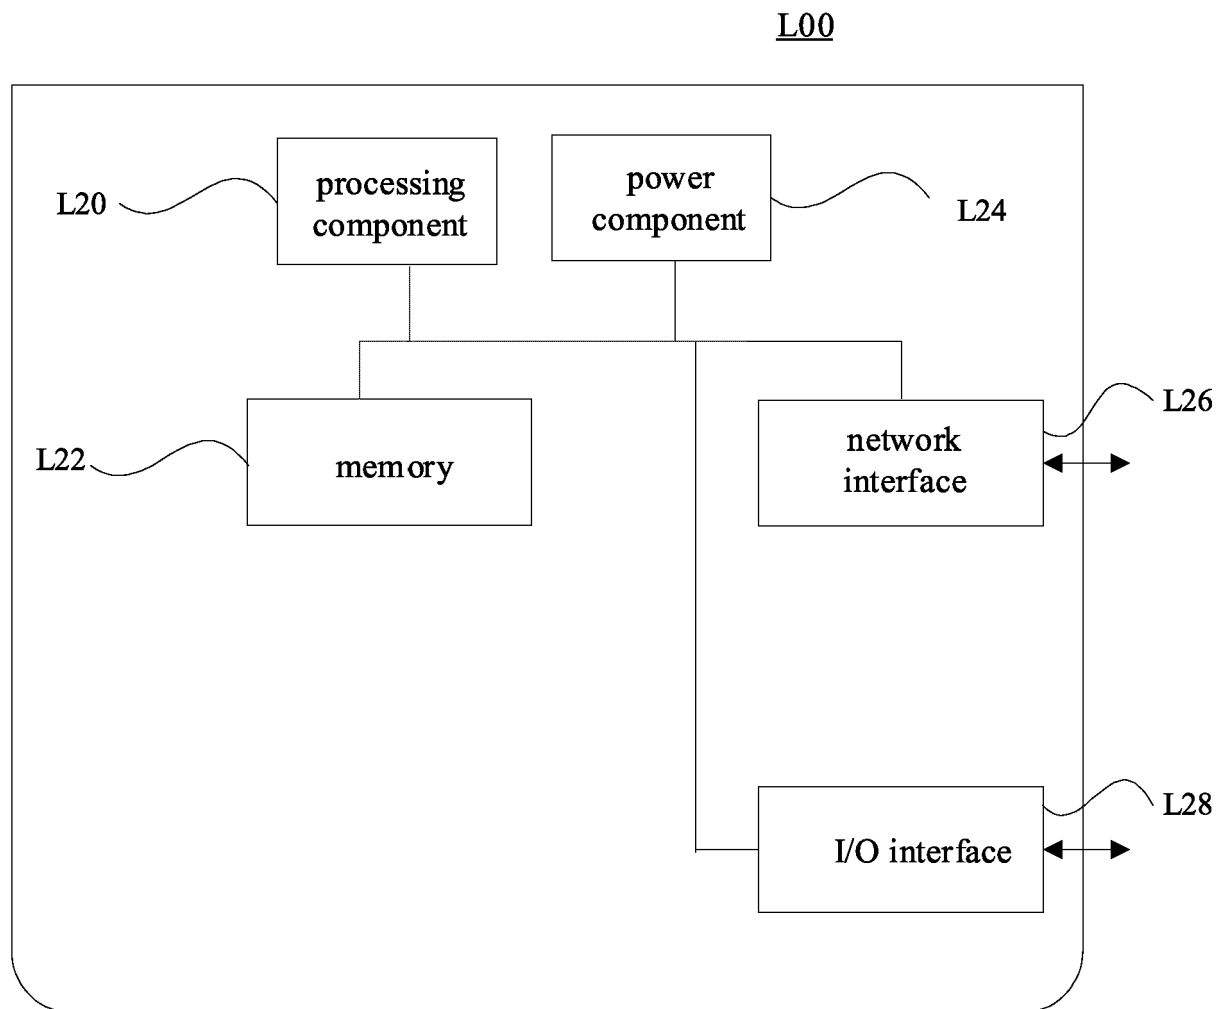 L00
L20
processing
component
power
component
L24
L22
memory
network
interface
L26
I/O interface
L28